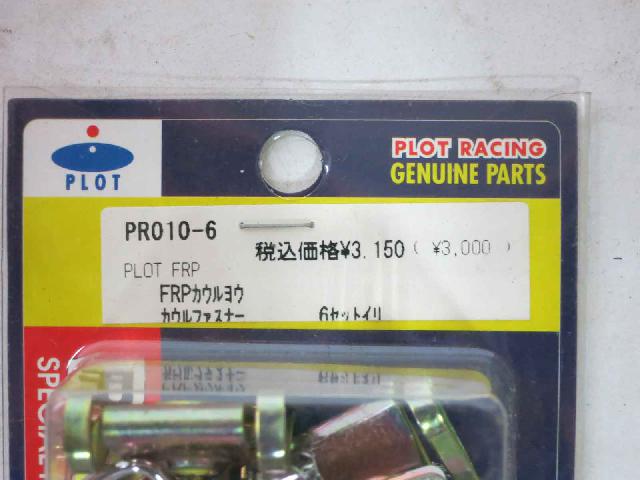 PLOT
PLOT RACING
GENUINE PARTS
PR010-6
税込価格¥3.150 ( ¥3,000 )
PLOT FRP
FRPカウルヨウ
カウルファスナー 6セットイリ